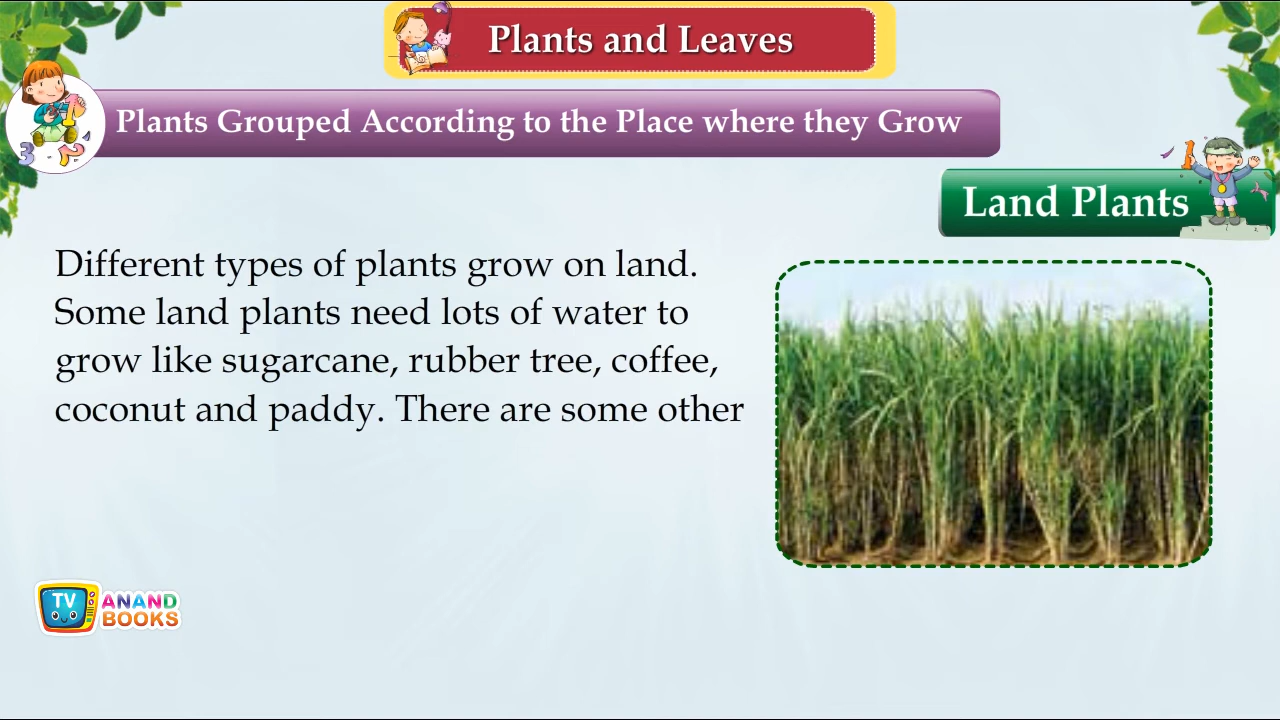 Plants and Leaves
Plants Grouped According to the Place where they Grow
Land Plants
Different types of plants grow on land.
Some land plants need lots of water to
grow like sugarcane, rubber tree, coffee,
coconut and paddy. There are some other
TV
ANAND
BOOKS